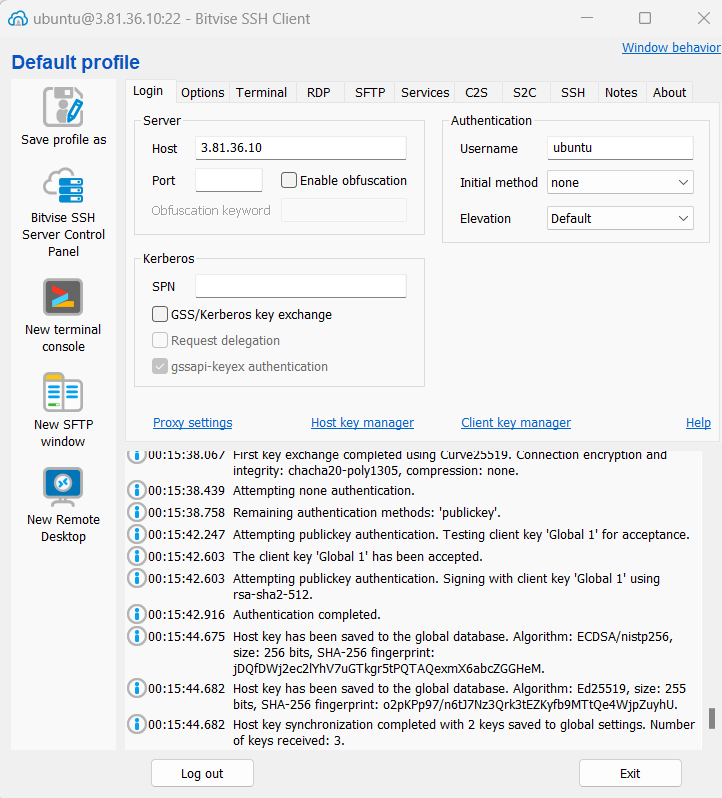 ubuntu@3.81.36.10:22 - Bitvise SSH Client
Window behavior
Default profile
Save profile as
Bitvise SSH
Server Control
Panel
New terminal
console
New SFTP
window
New Remote
Desktop
Login Options Terminal RDP SFTP Services C2S S2C SSH Notes About
Server
Host 3.81.36.10
Port Enable obfuscation
Obfuscation keyword
Authentication
Username ubuntu
Initial method none
Elevation Default
Kerberos
SPN
GSS/Kerberos key exchange
Request delegation
gssapi-keyex authentication
Proxy settings Host key manager Client key manager Help
00:15:38.067 First key exchange completed using Curve25519. Connection encryption and
integrity: chacha20-poly1305, compression: none.
00:15:38.439 Attempting none authentication.
00:15:38.758 Remaining authentication methods: 'publickey'.
00:15:42.247 Attempting publickey authentication. Testing client key 'Global 1' for acceptance.
00:15:42.603 The client key 'Global 1' has been accepted.
00:15:42.603 Attempting publickey authentication. Signing with client key 'Global 1' using
rsa-sha2-512.
00:15:42.916 Authentication completed.
00:15:44.675 Host key has been saved to the global database. Algorithm: ECDSA/nistp256,
size: 256 bits, SHA-256 fingerprint:
jDQfDWj2ec2lYhV7uGTkgr5tPQTAQexmX6abcZGGHeM.
00:15:44.682 Host key has been saved to the global database. Algorithm: Ed25519, size: 255
bits, SHA-256 fingerprint: o2pKPp97/n6tJ7Nz3Qrk3tEZKyfb9MTtQe4WjpZuyhU.
00:15:44.682 Host key synchronization completed with 2 keys saved to global settings. Number
of keys received: 3.
Log out Exit